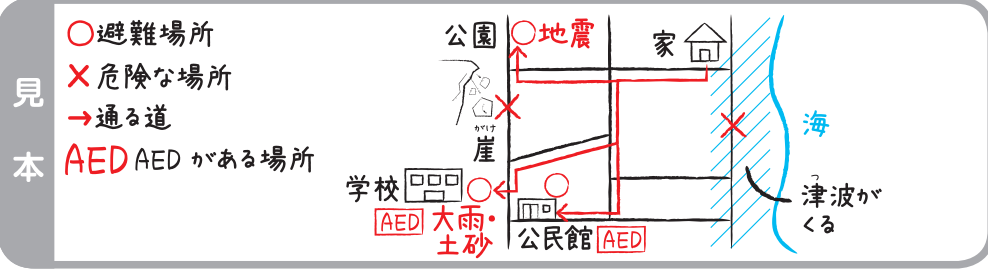 見本
○避難場所
×危険な場所
→通る道
AED AEDがある場所
公園
○地震
家
がけ
崖
海
学校
AED
大雨・
土砂
公民館
AED
つ
津波が
くる